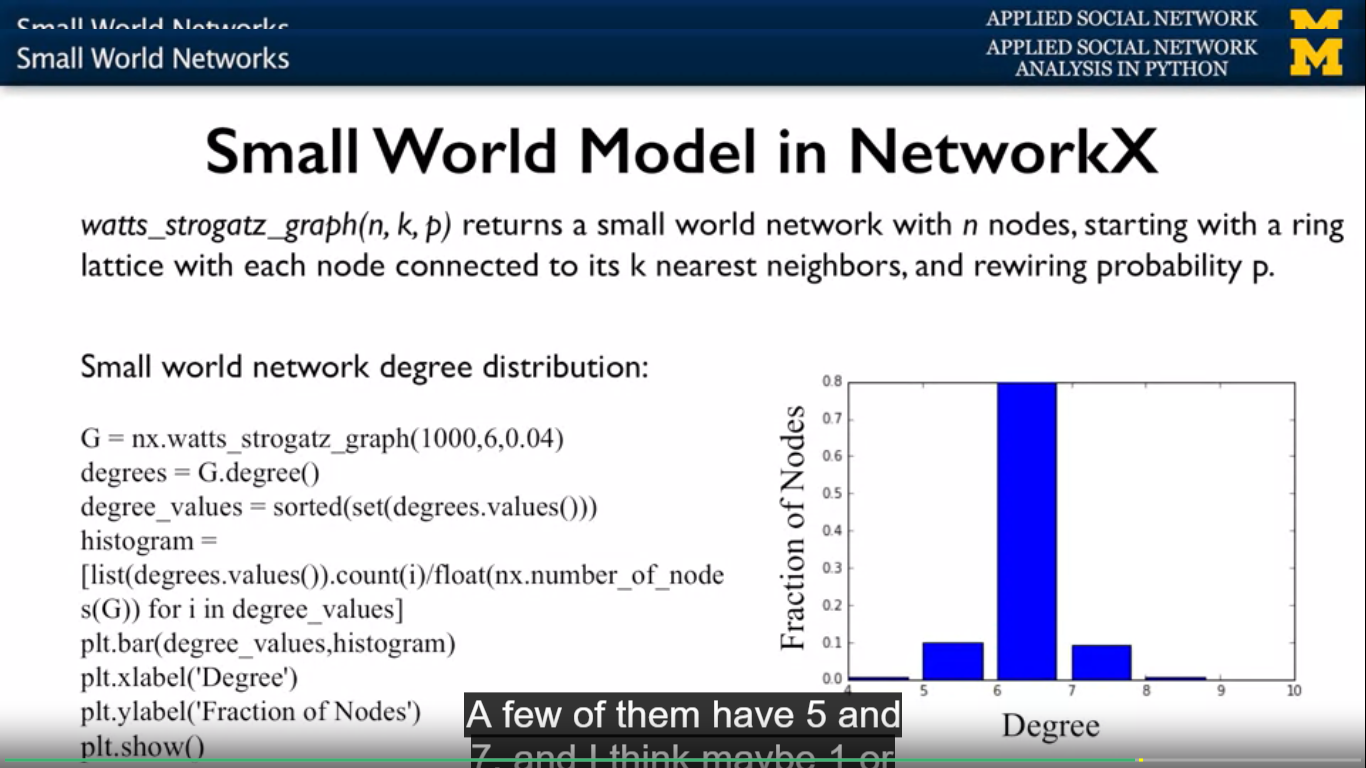 Small World Networks
APPLIED SOCIAL NETWORK
Small World Networks
APPLIED SOCIAL NETWORK
ANALYSIS IN PYTHON
Small World Model in NetworkX
watts_strogatz_graph(n, k, p) returns a small world network with n nodes, starting with a ring
lattice with each node connected to its k nearest neighbors, and rewiring probability p.
Small world network degree distribution:
G = nx.watts_strogatz_graph(1000,6,0.04)
degrees = G.degree()
degree_values = sorted(set(degrees.values()))
histogram =
[list(degrees.values()).count(i)/float(nx.number_of_node
s(G)) for i in degree_values]
plt.bar(degree_values,histogram)
plt.xlabel('Degree')
plt.ylabel('Fraction of Nodes')
plt.show()
Fraction of Nodes
0.8
0.7
0.6
0.5
0.4
0.3
0.2
0.1
0.0
4 5 6 7 8 9 10
Degree
A few of them have 5 and
7, and I think maybe 1 or